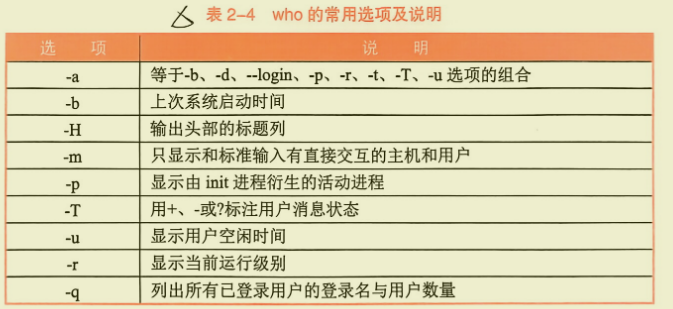 表 2-4 who 的常用选项及说明
选 项 说 明
-a 等于-b、-d、--login、-p、-r、-t、-T、-u 选项的组合
-b 上次系统启动时间
-H 输出头部的标题列
-m 只显示和标准输入有直接交互的主机和用户
-p 显示由 init 进程衍生的活动进程
-T 用+、-或?标注用户消息状态
-u 显示用户空闲时间
-r 显示当前运行级别
-q 列出所有已登录用户的登录名与用户数量